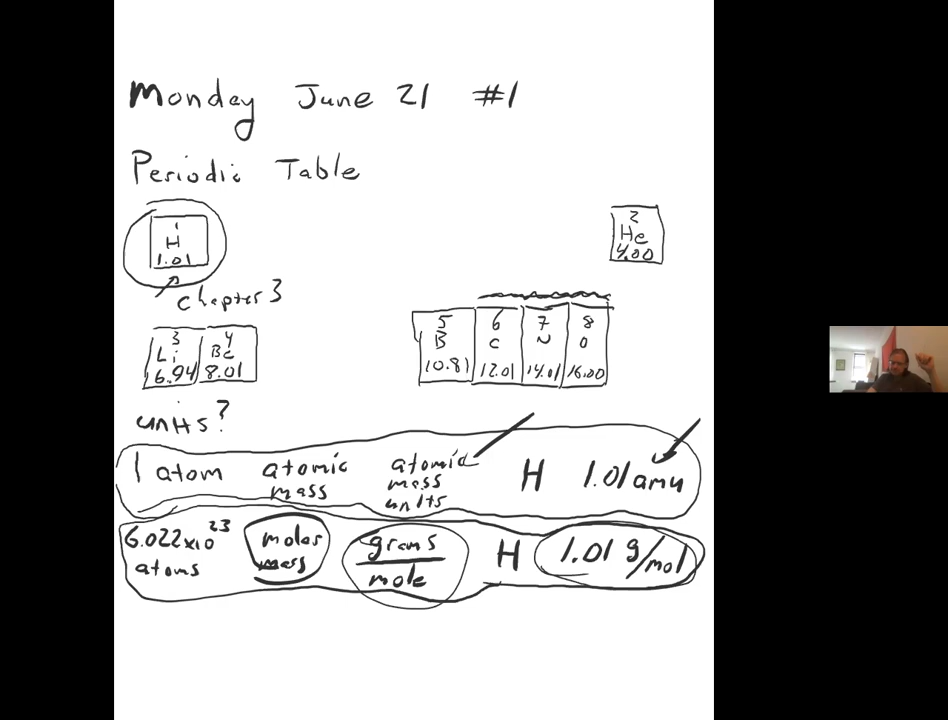 Monday June 21 #1
Periodic Table
1
H
1.01
2
He
4.00
chapter 3
3
Li
6.94
4
Be
8.01
5
B
10.81
6
C
12.01
7
N
14.01
8
O
16.00
units?
1 atom atomic mass atomic mass units H 1.01 amu
6.022x10^23 atoms molar mass grams/mole H 1.01 g/mol